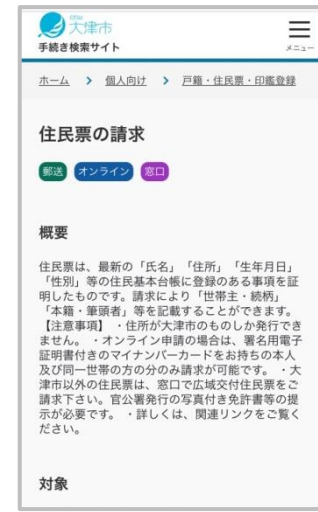 大津市
手続き検索サイト
メニュー
ホーム > 個人向け > 戸籍・住民票・印鑑登録
住民票の請求
郵送 オンライン 窓口
概要
住民票は、最新の「氏名」「住所」「生年月日」
「性別」等の住民基本台帳に登録のある事項を証
明したものです。請求により「世帯主・続柄」
「本籍・筆頭者」等を記載することができます。
【注意事項】 ・住所が大津市のものしか発行でき
ません。 ・オンライン申請の場合は、署名用電子
証明書付きのマイナンバーカードをお持ちの本人
及び同一世帯の方の分のみ請求が可能です。 ・大
津市以外の住民票は、窓口で広域交付住民票をご
請求下さい。官公署発行の写真付き免許書等の提
示が必要です。 ・詳しくは、関連リンクをご覧く
ださい。
対象